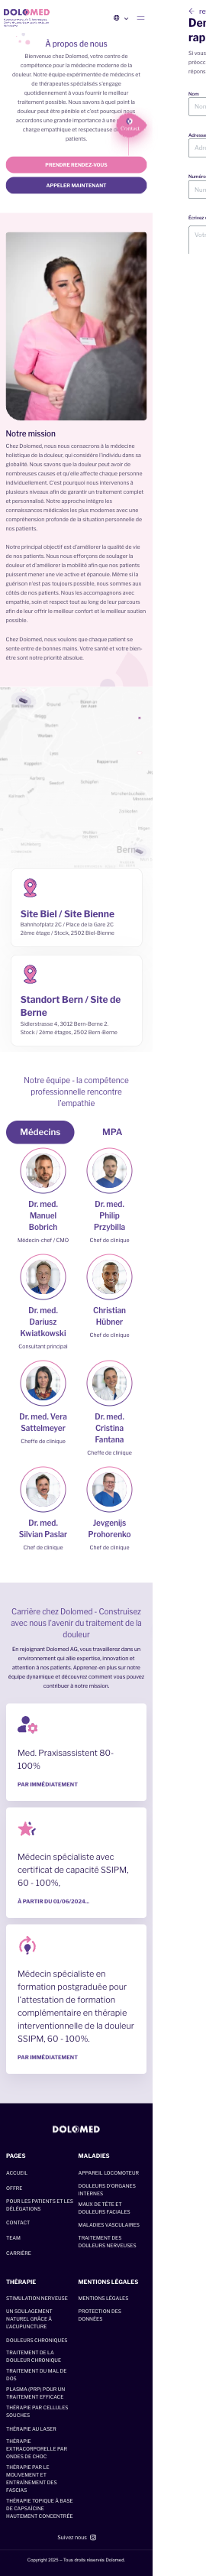 DOLOMED
À propos de nous
Bienvenue chez Dolomed, votre centre de
compétence pour une médecine moderne de la
douleur. Notre équipe expérimentée de médecins et
de thérapeutes spécialisés s'engage
quotidiennement à vous fournir le meilleur
traitement possible. Nous savons à quel point la
douleur peut être pénible et c'est pourquoi nous
accordons une grande importance à une prise en
charge empathique et respectueuse de nos
patients.
Contact
PRENDRE RENDEZ-VOUS
APPELER MAINTENANT
Notre mission
Chez Dolomed, nous nous consacrons à la médecine
holistique de la douleur, qui considère l'individu dans sa
globalité. Nous savons que la douleur peut avoir de
nombreuses causes et qu'elle affecte chaque personne
individuellement. C'est pourquoi nous intervenons à
plusieurs niveaux afin de garantir un traitement complet
et personnalisé. Notre approche intègre les
connaissances médicales les plus modernes avec une
compréhension profonde de la situation personnelle de
nos patients.
Notre principal objectif est d'améliorer la qualité de vie
de nos patients. Nous nous efforçons de soulager la
douleur et d'améliorer la mobilité afin que nos patients
puissent mener une vie active et épanouie. Même si la
guérison n'est pas toujours possible, nous sommes aux
côtés de nos patients. Nous les accompagnons avec
empathie, soin et respect tout au long de leur parcours
afin de leur offrir le meilleur confort et la meilleure solution
possible.
Chez Dolomed, nous voulons que chaque patient se
sente entre de bonnes mains. Votre santé et votre bien-
être sont notre priorité absolue.
Bern
Site Biel / Site Bienne
Bahnhofplatz 2C / Place de la Gare 2C
2ème étage / Stock, 2502 Biel-Bienne
Standort Bern / Site de
Berne
Sidlerstrasse 4, 3012 Bern-Berne 2.
Stock / 2ème étages, 2502 Bern-Berne
Notre équipe - la compétence
professionnelle rencontre
l'empathie
Médecins
MPA
Dr. med.
Manuel
Bobrich
Médecin-chef / CMO
Dr. med.
Philip
Przybilla
Chef de clinique
Dr. med.
Dariusz
Kwiatkowski
Consultant principal
Christian
Hübner
Chef de clinique
Dr. med. Vera
Sattelmeyer
Cheffe de clinique
Dr. med.
Cristina
Fantana
Cheffe de clinique
Dr. med.
Silvian Paslar
Chef de clinique
Jevgenijs
Prohorenko
Chef de clinique
Carrière chez Dolomed - Construisez
avec nous l'avenir du traitement de la
douleur
En rejoignant Dolomed AG, vous travaillerez dans un
environnement qui allie expertise, innovation et
attention à nos patients. Apprenez-en plus sur notre
équipe dynamique et découvrez comment vous pouvez
contribuer à notre mission.
Med. Praxisassistent 80-
100%
PAR IMMÉDIATEMENT
Médecin spécialiste avec
certificat de capacité SSIPM,
60 - 100%,
À PARTIR DU 01/06/2024...
Médecin spécialiste en
formation postgraduée pour
l'attestation de formation
complémentaire en thérapie
interventionnelle de la douleur
SSIPM, 60 - 100%.
PAR IMMÉDIATEMENT
DOLOMED
PAGES
ACCUEIL
OFFRE
POUR LES PATIENTS ET LES
DÉLÉGATIONS
CONTACT
TEAM
CARRIÈRE
MALADIES
APPAREIL LOCOMOTEUR
DOULEURS D'ORGANES
INTERNES
MAUX DE TÊTE ET
DOULEURS FACIALES
MALADIES VASCULAIRES
TRAITEMENT DES
DOULEURS NERVEUSES
THÉRAPIE
STIMULATION NERVEUSE
UN SOULAGEMENT
NATUREL GRÂCE À
L'ACUPUNCTURE
DOULEURS CHRONIQUES
TRAITEMENT DE LA
DOULEUR CHRONIQUE
TRAITEMENT DU MAL DE
DOS
PLASMA (PRP) POUR UN
TRAITEMENT EFFICACE
THÉRAPIE PAR CELLULES
SOUCHES
THÉRAPIE AU LASER
THÉRAPIE
EXTRACORPORELLE PAR
ONDES DE CHOC
THÉRAPIE PAR LE
MOUVEMENT ET
ENTRAÎNEMENT DES
FASCIAS
THÉRAPIE TOPIQUE À BASE
DE CAPSAÏCINE
HAUTEMENT CONCENTRÉE
MENTIONS LÉGALES
MENTIONS LÉGALES
PROTECTION DES
DONNÉES
Suivez nous
Copyright 2025 – Tous droits réservés Dolomed.
Nom
Numéro